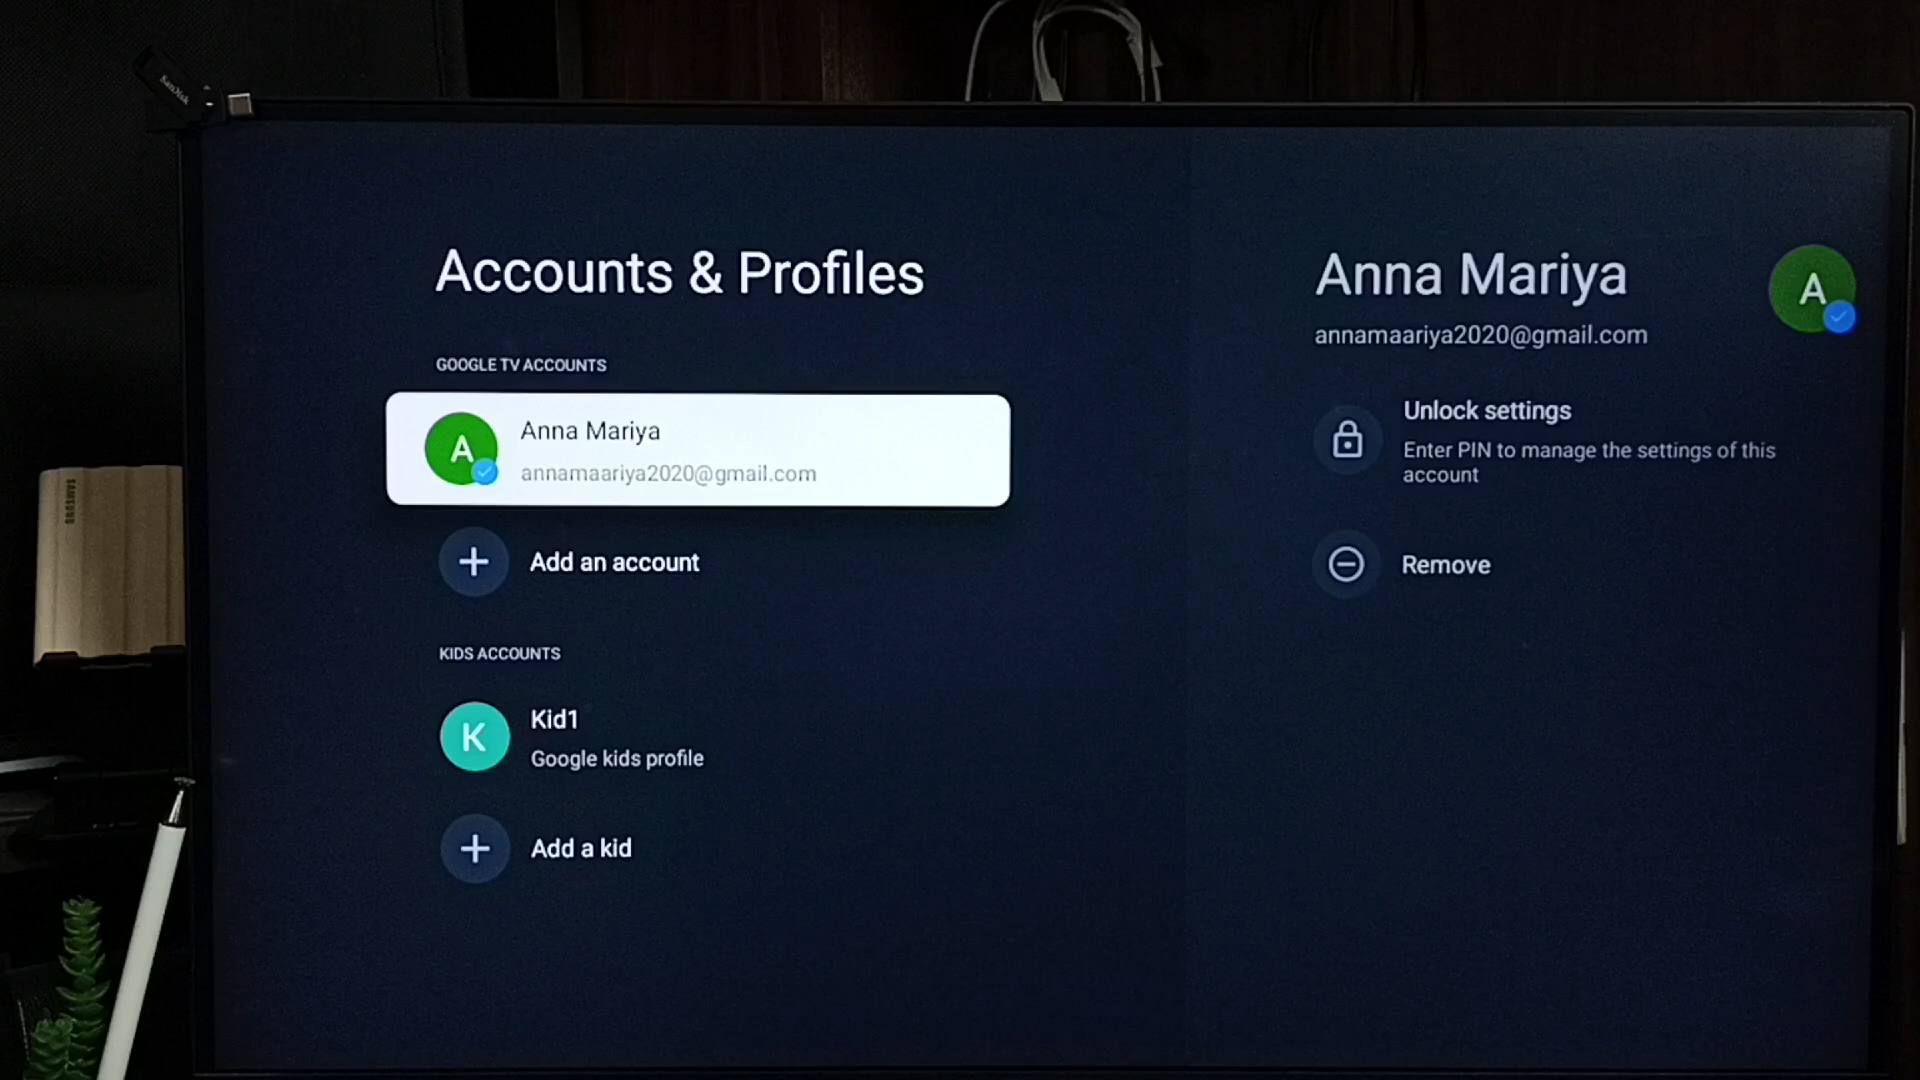 SanDisk
SAMSUNG
Accounts & Profiles
GOOGLE TV ACCOUNTS
A
Anna Mariya
annamaariya2020@gmail.com
Add an account
KIDS ACCOUNTS
K
Kid1
Google kids profile
Add a kid
Anna Mariya
annamaariya2020@gmail.com
A
Unlock settings
Enter PIN to manage the settings of this
account
Remove